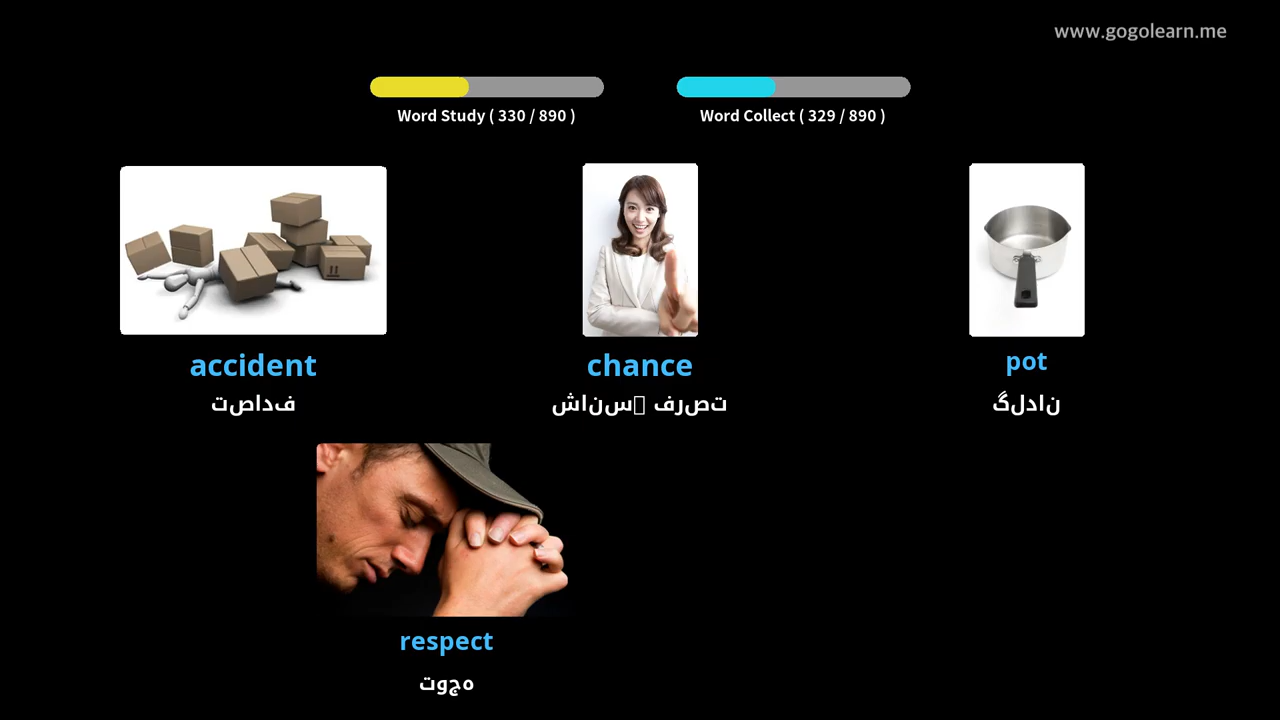 www.gogolearn.me
Word Study ( 330 / 890 )
Word Collect ( 329 / 890 )
accident
فداصت
chance
تصرف سناش
pot
نادلگ
respect
هجوت